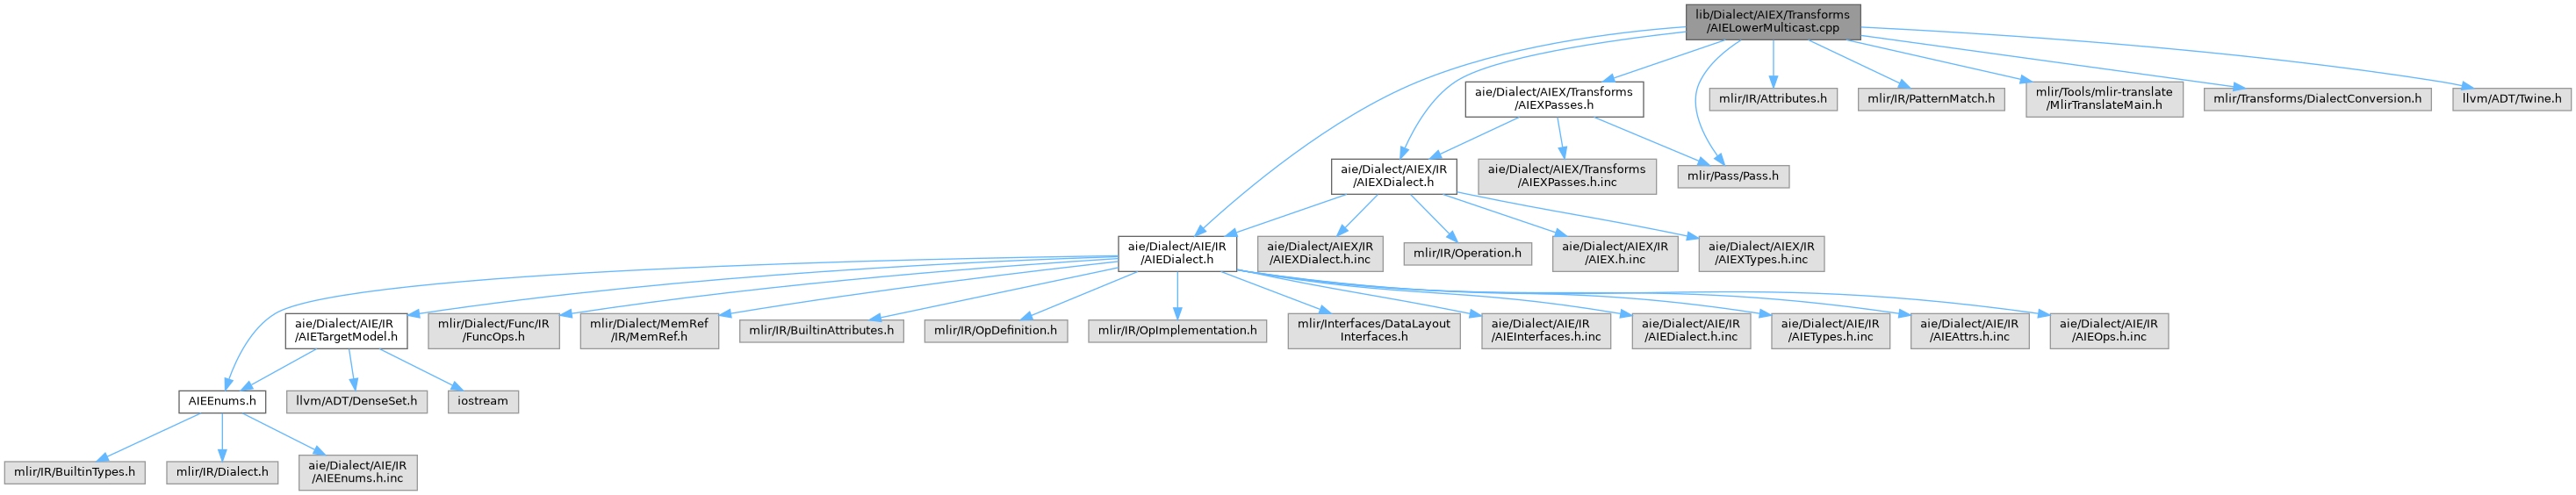 lib/Dialect/AIEX/Transforms
/AIELowerMulticast.cpp
aie/Dialect/AIEX/Transforms
/AIEXPasses.h
mlir/IR/Attributes.h
mlir/IR/PatternMatch.h
mlir/Tools/mlir-translate
/MlirTranslateMain.h
mlir/Transforms/DialectConversion.h
llvm/ADT/Twine.h
aie/Dialect/AIEX/IR
/AIEXDialect.h
aie/Dialect/AIEX/Transforms
/AIEXPasses.h.inc
mlir/Pass/Pass.h
aie/Dialect/AIE/IR
/AIEDialect.h
aie/Dialect/AIEX/IR
/AIEXDialect.h.inc
mlir/IR/Operation.h
aie/Dialect/AIEX/IR
/AIEX.h.inc
aie/Dialect/AIEX/IR
/AIEXTypes.h.inc
aie/Dialect/AIE/IR
/AIETargetModel.h
mlir/Dialect/Func/IR
/FuncOps.h
mlir/Dialect/MemRef
/IR/MemRef.h
mlir/IR/BuiltinAttributes.h
mlir/IR/OpDefinition.h
mlir/IR/OpImplementation.h
mlir/Interfaces/DataLayout
Interfaces.h
aie/Dialect/AIE/IR
/AIEInterfaces.h.inc
aie/Dialect/AIE/IR
/AIEDialect.h.inc
aie/Dialect/AIE/IR
/AIETypes.h.inc
aie/Dialect/AIE/IR
/AIEAttrs.h.inc
aie/Dialect/AIE/IR
/AIEOps.h.inc
AIEEnums.h
llvm/ADT/DenseSet.h
iostream
mlir/IR/BuiltinTypes.h
mlir/IR/Dialect.h
aie/Dialect/AIE/IR
/AIEEnums.h.inc